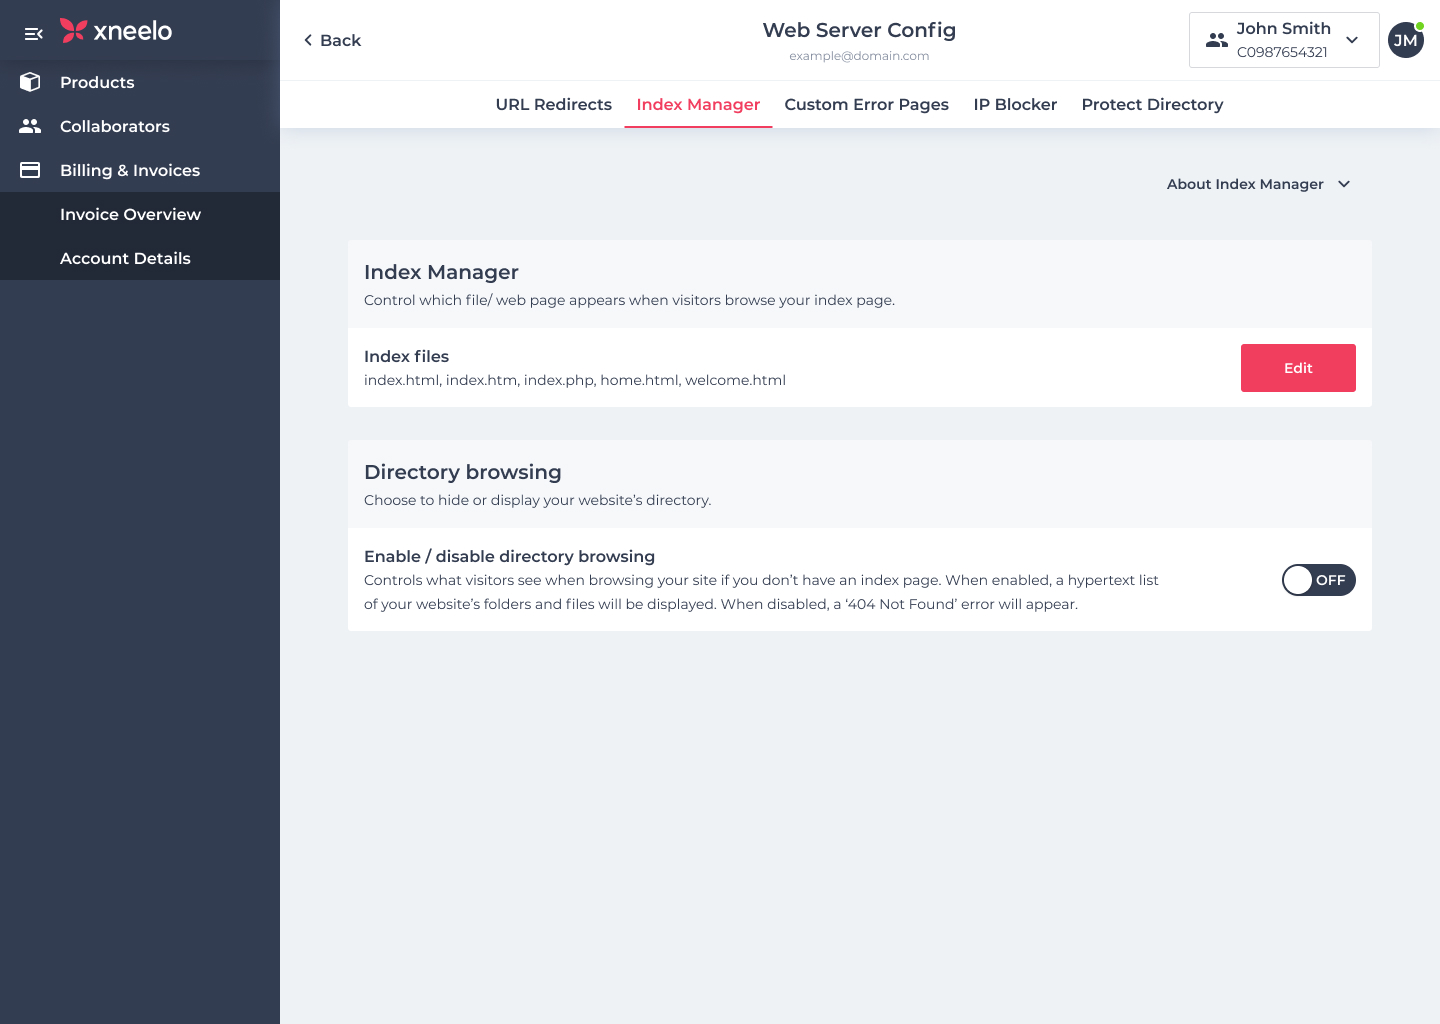 xneelo
Products
Collaborators
Billing & Invoices
Invoice Overview
Account Details
Back
Web Server Config
example@domain.com
John Smith
C0987654321
JM
URL Redirects
Index Manager
Custom Error Pages
IP Blocker
Protect Directory
About Index Manager
Index Manager
Control which file/ web page appears when visitors browse your index page.
Index files
index.html, index.htm, index.php, home.html, welcome.html
Edit
Directory browsing
Choose to hide or display your website’s directory.
Enable / disable directory browsing
Controls what visitors see when browsing your site if you don’t have an index page. When enabled, a hypertext list
of your website’s folders and files will be displayed. When disabled, a ‘404 Not Found’ error will appear.
OFF